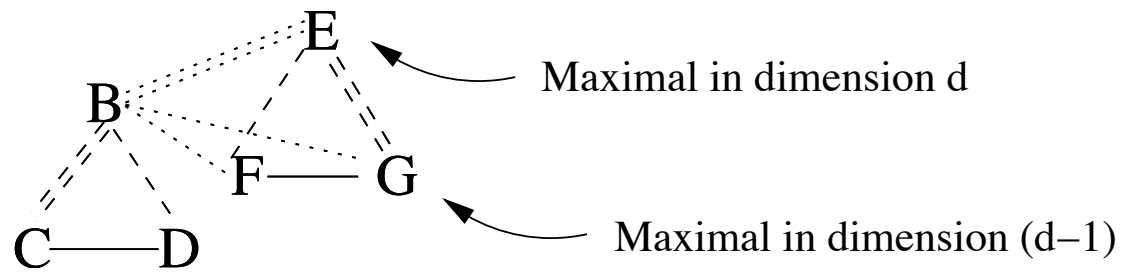 E
Maximal in dimension d
B
F
G
Maximal in dimension (d–1)
C
D